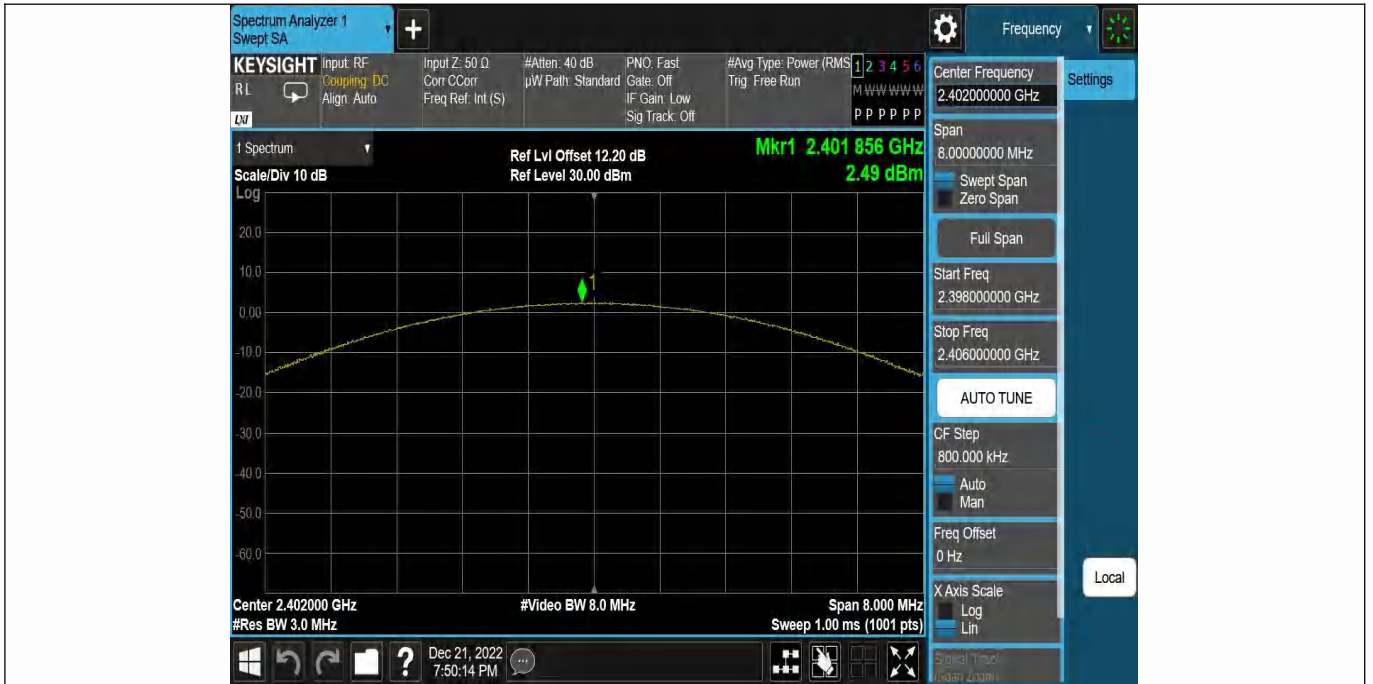 Spectrum Analyzer 1
Swept SA
+
Frequency
KEYSIGHT
RL
LXI
Input: RF
Coupling: DC
Align: Auto
Input Z: 50 Ω
Corr CCorr
Freq Ref: Int (S)
#Atten: 40 dB
µW Path: Standard
PNO: Fast
Gate: Off
IF Gain: Low
Sig Track: Off
#Avg Type: Power (RMS
Trig: Free Run
1 2 3 4 5 6
M W W W W W
P P P P P P
1 Spectrum
Scale/Div 10 dB
Ref Lvl Offset 12.20 dB
Ref Level 30.00 dBm
Mkr1 2.401 856 GHz
2.49 dBm
Log
20.0
10.0
0.00
-10.0
-20.0
-30.0
-40.0
-50.0
-60.0
1
Center 2.402000 GHz
#Res BW 3.0 MHz
#Video BW 8.0 MHz
Span 8.000 MHz
Sweep 1.00 ms (1001 pts)
Center Frequency
2.402000000 GHz
Settings
Span
8.00000000 MHz
Swept Span
Zero Span
Full Span
Start Freq
2.398000000 GHz
Stop Freq
2.406000000 GHz
AUTO TUNE
CF Step
800.000 kHz
Auto
Man
Freq Offset
0 Hz
X Axis Scale
Log
Lin
Signal Track
(Span Zoom)
Local
?
Dec 21, 2022
7:50:14 PM